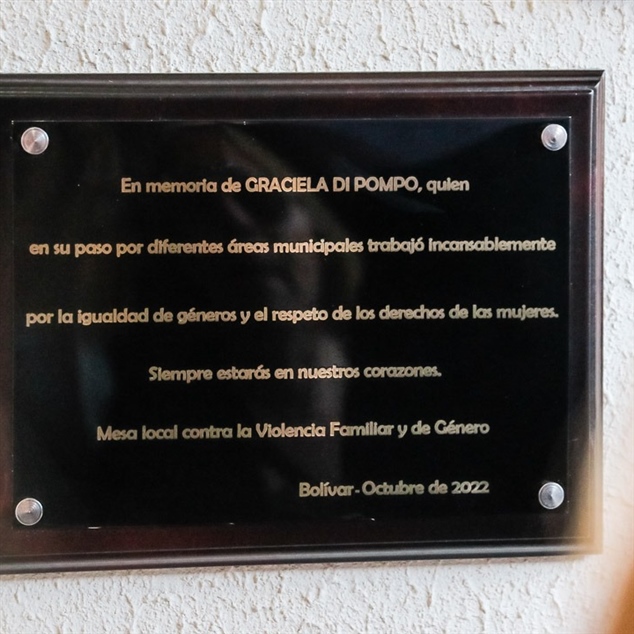 En memoria de GRACIELA DI POMPO, quien
en su paso por diferentes áreas municipales trabajó incansablemente
por la igualdad de géneros y el respeto de los derechos de las mujeres.
Siempre estarás en nuestros corazones.
Mesa local contra la Violencia Familiar y de Género
Bolívar - Octubre de 2022